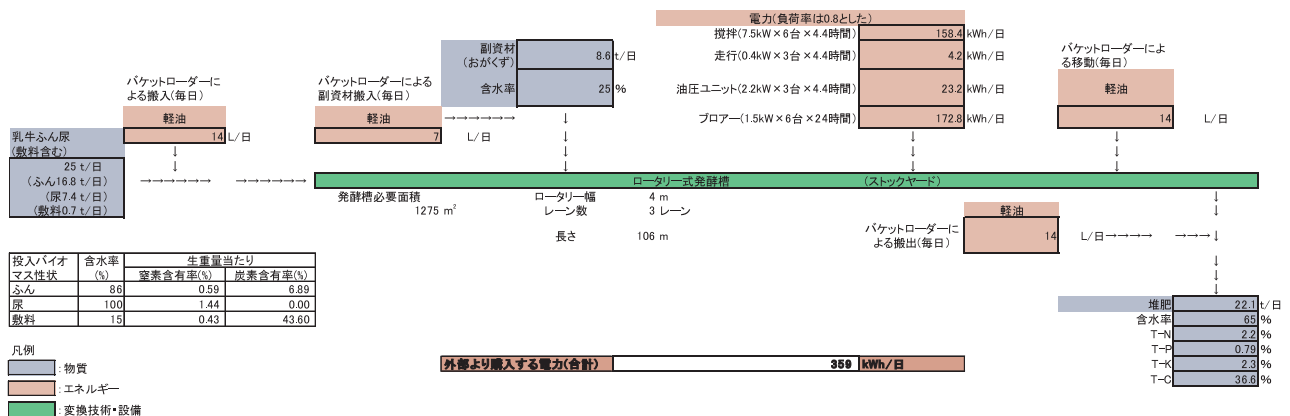 電力(負荷率は0.8とした)
撹拌(7.5kW×6台×4.4時間) 158.4 kWh/日
走行(0.4kW×3台×4.4時間) 4.2 kWh/日
油圧ユニット(2.2kW×3台×4.4時間) 23.2 kWh/日
ブロアー(1.5kW×6台×24時間) 172.8 kWh/日
副資材
(おがくず) 8.6 t/日
含水率 25 %
バケットローダーに
よる搬入(毎日)
軽油
14 L/日
バケットローダーによる
副資材搬入(毎日)
軽油 →→→→→→
7 L/日
バケットローダーによ
る移動(毎日)
軽油
14 L/日
乳牛ふん尿
(敷料含む)
25 t/日
(ふん16.8 t/日)
(尿7.4 t/日)
(敷料0.7 t/日)
→→→→→→ →→→→→→
ロータリー式発酵槽 (ストックヤード)
発酵槽必要面積 ロータリー幅 4 m
1275 m² レーン数 3 レーン
長さ 106 m
バケットローダーに
よる搬出(毎日)
軽油
14 L/日→→→→ →→→↓
投入バイオマス性状 含水率(%) 生重量当たり
窒素含有率(%) 炭素含有率(%)
ふん 86 0.59 6.89
尿 100 1.44 0.00
敷料 15 0.43 43.60
堆肥 22.1 t/日
含水率 65 %
T-N 2.2 %
T-P 0.79 %
T-K 2.3 %
T-C 36.6 %
外部より購入する電力(合計) 359 kWh/日
凡例
:物質
:エネルギー
:変換技術・設備